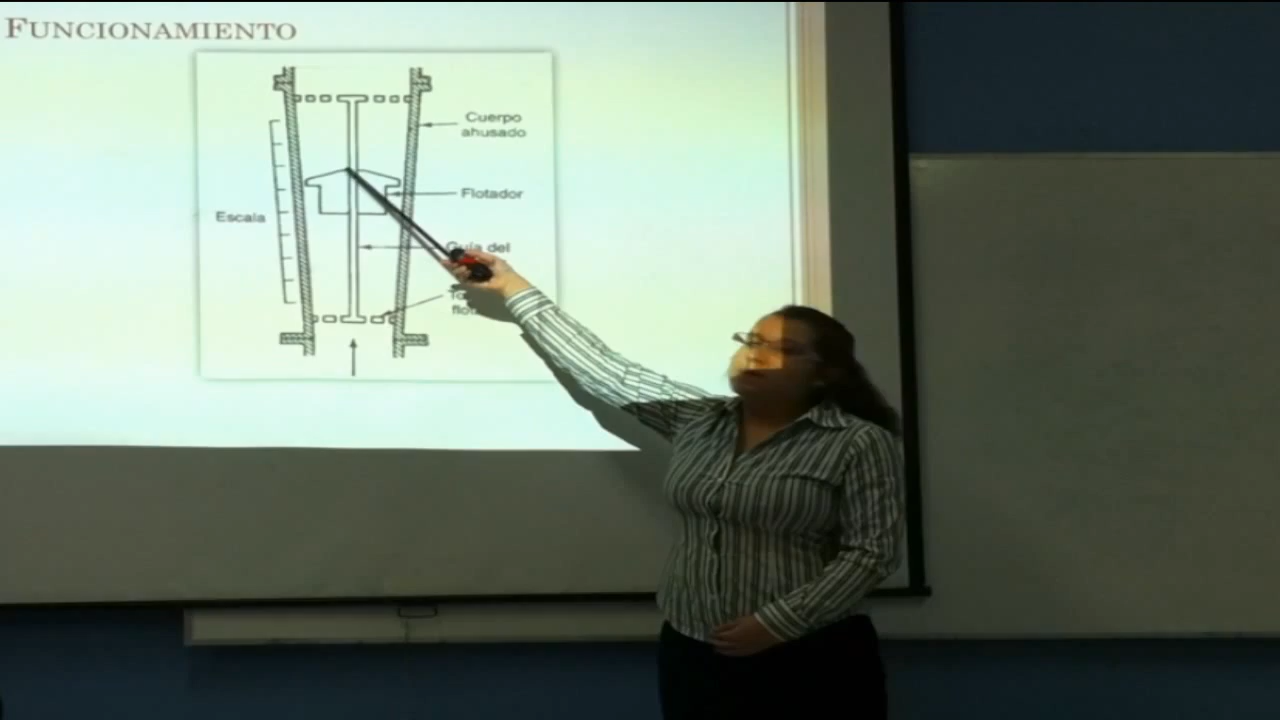 FUNCIONAMIENTO
Cuerpo
ahusado
Flotador
Escala
Guía del